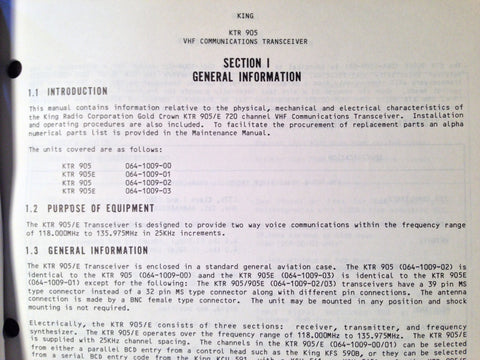 KING
KTR 905
VHF COMMUNICATIONS TRANSCEIVER
SECTION I
GENERAL INFORMATION
1.1 INTRODUCTION
This manual contains information relative to the physical, mechanical and electrical characteristics of
the King Radio Corporation Gold Crown KTR 905/E 720 channel VHF Communications Transceiver. Installation
and operating procedures are also included. To facilitate the procurement of replacement parts an alpha
numerical parts list is provided in the Maintenance Manual.
The units covered are as follows:
KTR 905 064-1009-00
KTR 905E 064-1009-01
KTR 905 064-1009-02
KTR 905E 064-1009-03
1.2 PURPOSE OF EQUIPMENT
The KTR 905/E Transceiver is designed to provide two way voice communications within the frequency range
of 118.000MHz to 135.975MHz in 25KHz increments.
1.3 GENERAL INFORMATION
The KTR 905/E Transceiver is enclosed in a standard general aviation case. The KTR 905 (064-1009-02) is
identical to the KTR 905 (064-1009-00) and the KTR 905E (064-1009-03) is identical to the KTR 905E
(064-1009-01) except for the following: The KTR 905/905E (064-1009-02/03) transceivers have a 39 pin MS
type connector instead of a 32 pin MS type connector along with different pin connections. The antenna
connection is made by a BNC female type connector. The unit may be mounted in any position and shock
mounting is not required.
Electrically, the KTR 905/E consists of three sections: receiver, transmitter, and frequency
synthesizer. The KTR 905/E operates over the frequency range of 118.000MHz to 135.975MHz. The KTR 905/E
is supplied with 25KHz channel spacing. The channels in the KTR 905/E (064-1009-00/01) can be selected
from either a parallel BCD entry from a control head such as the King KFS 590B, or they can be
from a serial BCD entry code from the King KFU